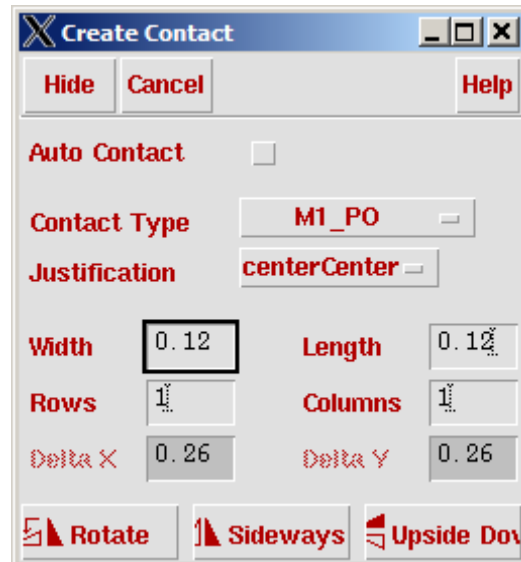 Create Contact
Hide Cancel Help
Auto Contact
Contact Type M1_PO
Justification centerCenter
Width 0.12 Length 0.12
Rows 1 Columns 1
Delta X 0.26 Delta Y 0.26
Rotate Sideways Upside Dow